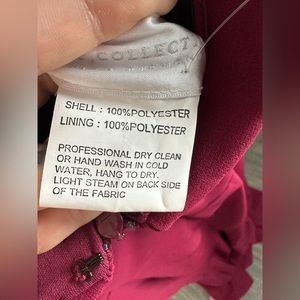 COLLECT
SHELL : 100%POLYESTER
LINING : 100%POLYESTER
PROFESSIONAL DRY CLEAN
OR HAND WASH IN COLD
WATER, HANG TO DRY.
LIGHT STEAM ON BACK SIDE
OF THE FABRIC